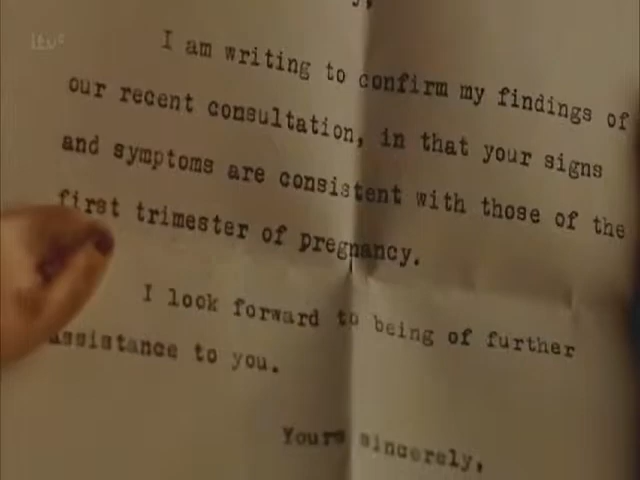 itv
I am writing to confirm my findings of
our recent consultation, in that your signs
and symptoms are consistent with those of the
first trimester of pregnancy.
I look forward to being of further
assistance to you.
Yours sincerely,